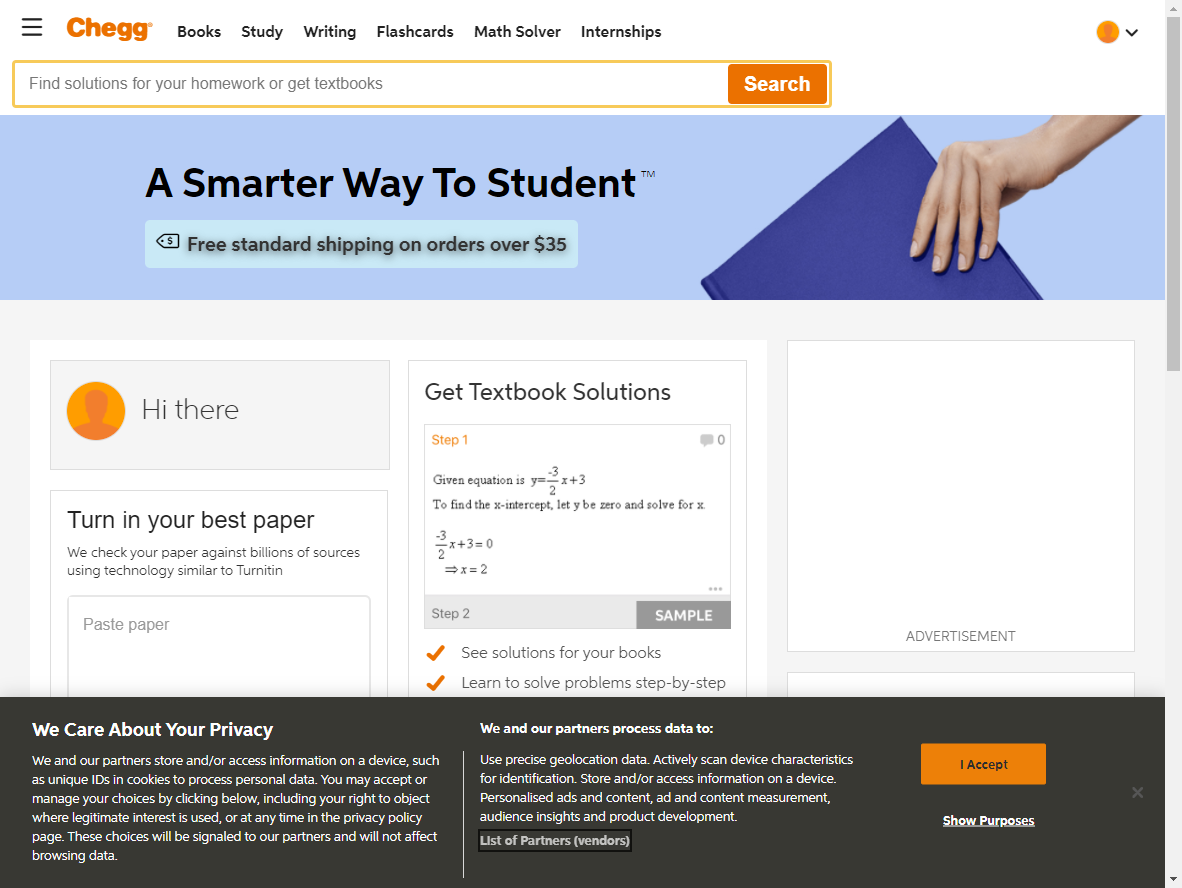 Chegg
Books Study Writing Flashcards Math Solver Internships
Find solutions for your homework or get textbooks
Search
A Smarter Way To Student™
Free standard shipping on orders over $35
Hi there
Turn in your best paper
We check your paper against billions of sources
using technology similar to Turnitin
Paste paper
Get Textbook Solutions
Step 1
0
Given equation is y=-3/2 x+3
To find the x-intercept, let y be zero and solve for x.
-3/2 x+3=0
⇒x=2
Step 2
SAMPLE
See solutions for your books
Learn to solve problems step-by-step
ADVERTISEMENT
We Care About Your Privacy
We and our partners store and/or access information on a device, such
as unique IDs in cookies to process personal data. You may accept or
manage your choices by clicking below, including your right to object
where legitimate interest is used, or at any time in the privacy policy
page. These choices will be signaled to our partners and will not affect
browsing data.
We and our partners process data to:
Use precise geolocation data. Actively scan device characteristics
for identification. Store and/or access information on a device.
Personalised ads and content, ad and content measurement,
audience insights and product development.
List of Partners (vendors)
I Accept
Show Purposes